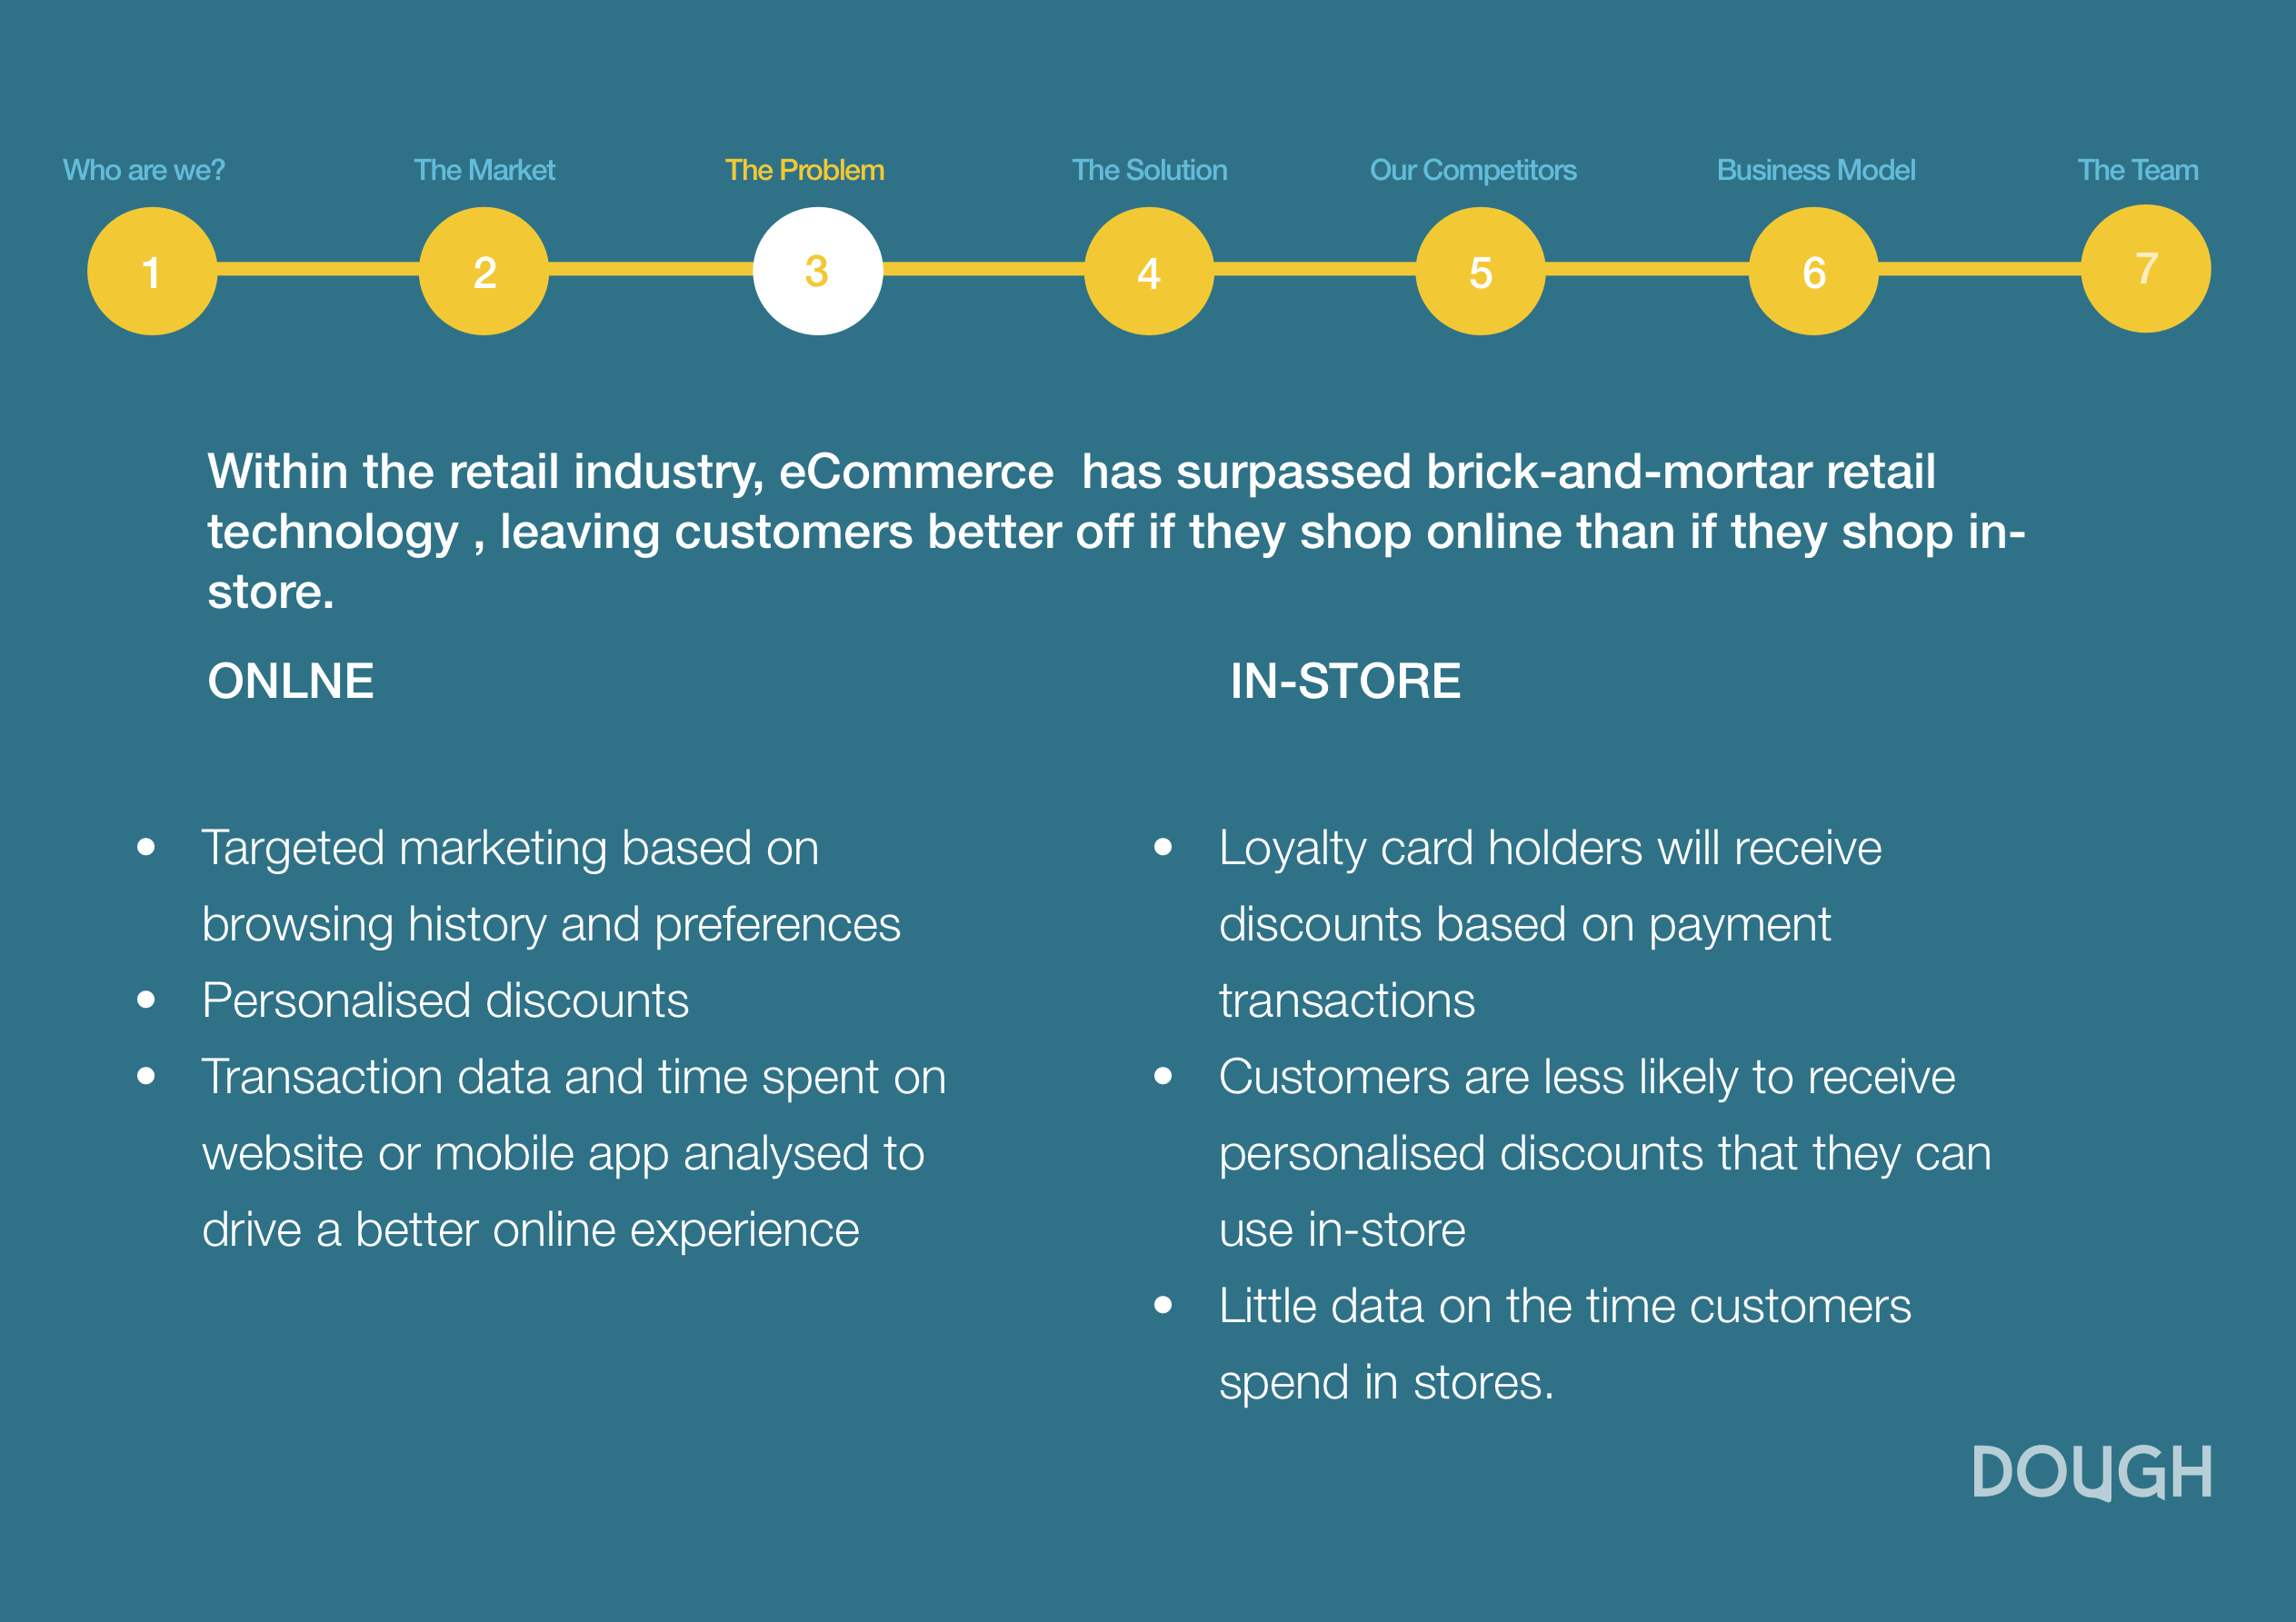 Who are we?
The Market
The Problem
The Solution
Our Competitors
Business Model
The Team
1
2
3
4
5
6
7
Within the retail industry, eCommerce  has surpassed brick-and-mortar retail
technology , leaving customers better off if they shop online than if they shop in-
store.
ONLNE
• Targeted marketing based on
browsing history and preferences
• Personalised discounts
• Transaction data and time spent on
website or mobile app analysed to
drive a better online experience
IN-STORE
• Loyalty card holders will receive
discounts based on payment
transactions
• Customers are less likely to receive
personalised discounts that they can
use in-store
• Little data on the time customers
spend in stores.
DOUGH